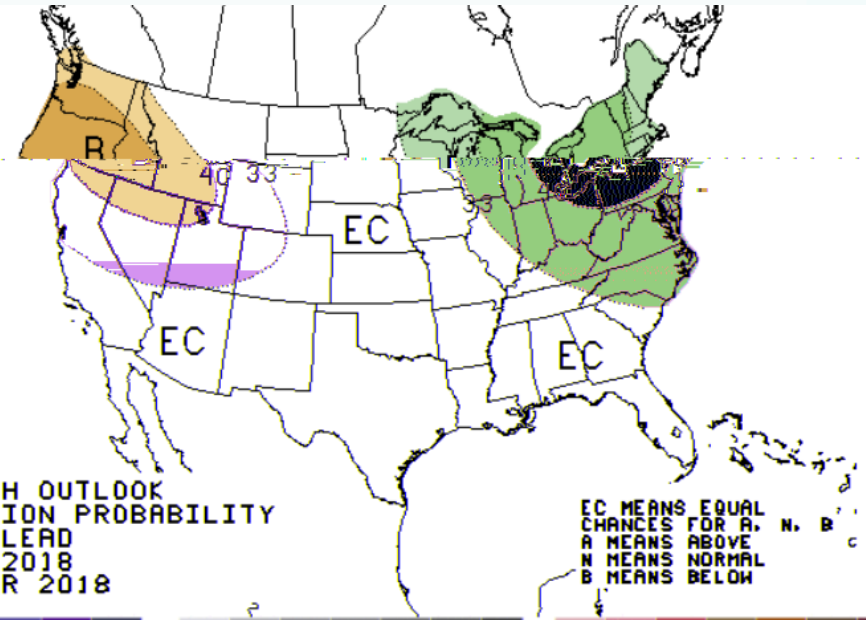 33
33
EC
EC
EC
H OUTLOOK
ION PROBABILITY
LEAD
2018
R 2018
EC MEANS EQUAL
CHANCES FOR A, N, B
A MEANS ABOVE
N MEANS NORMAL
B MEANS BELOW